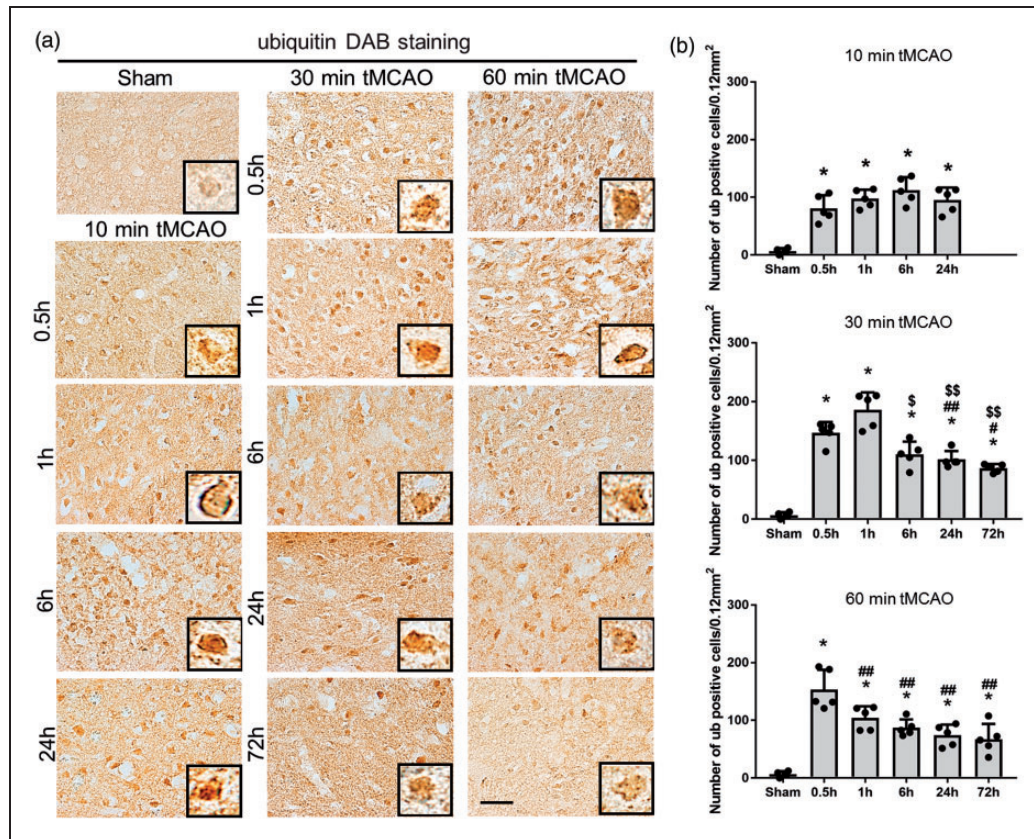 (a)
ubiquitin DAB staining
Sham
30 min tMCAO
60 min tMCAO
0.5h
10 min tMCAO
0.5h
1h
1h
6h
6h
24h
24h
72h
(b)
10 min tMCAO
Number of ub positive cells/0.12mm²
300
200
100
0
* * * *
Sham 0.5h 1h 6h 24h
30 min tMCAO
Number of ub positive cells/0.12mm²
300
200
100
0
*
*
$
*
$$
##
*
$$
#
*
Sham 0.5h 1h 6h 24h 72h
60 min tMCAO
Number of ub positive cells/0.12mm²
300
200
100
0
*
##
*
##
*
##
*
##
*
Sham 0.5h 1h 6h 24h 72h